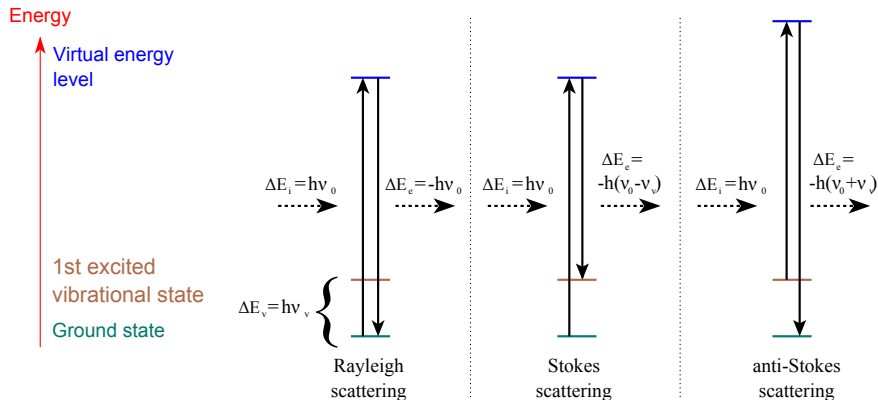 Energy
Virtual energy
level
ΔE_i=hν_0
ΔE_e=-hν_0
ΔE_i=hν_0
ΔE_e=
-h(ν_0-ν_v)
ΔE_i=hν_0
ΔE_e=
-h(ν_0+ν_v)
1st excited
vibrational state
ΔE_v=hν_v
Ground state
Rayleigh
scattering
Stokes
scattering
anti-Stokes
scattering